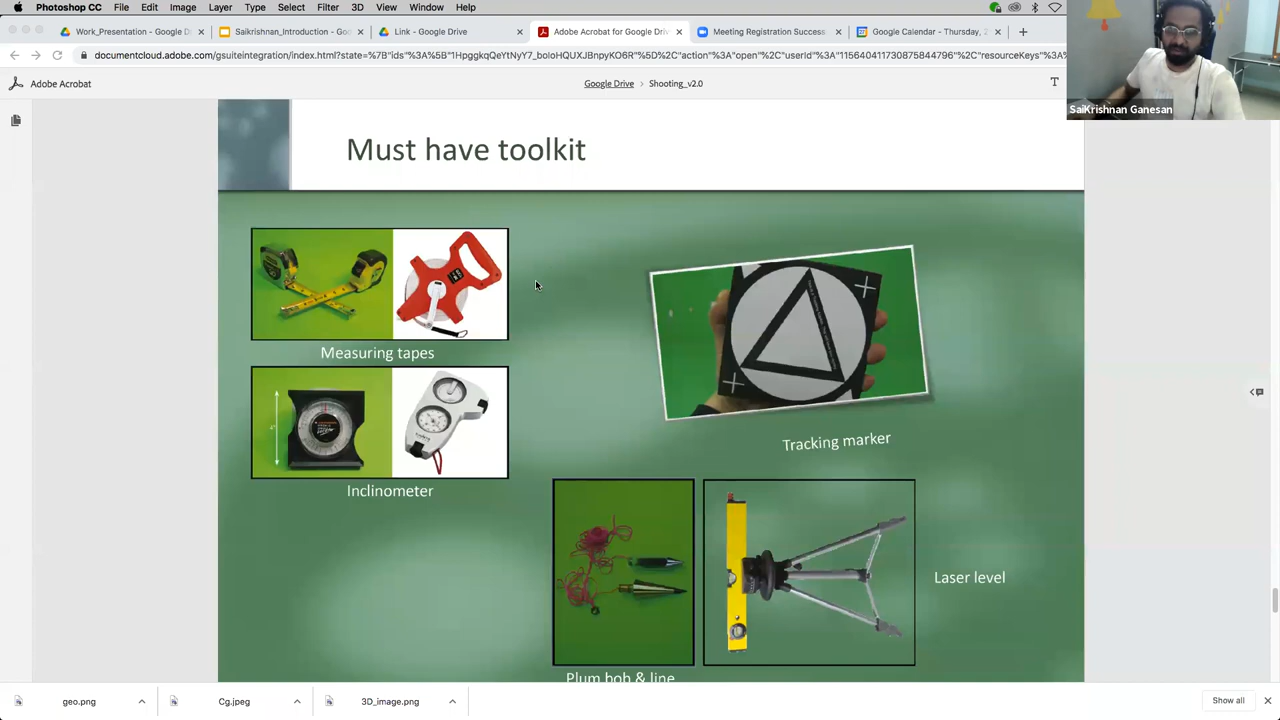 Photoshop CC File Edit Image Layer Type Select Filter 3D View Window Help
Work_Presentation - Google D
Saikrishnan_Introduction - Goo
Link - Google Drive
Adobe Acrobat for Google Driv
Meeting Registration Success
Google Calendar - Thursday, 2
Adobe Acrobat
Google Drive > Shooting_v2.0
SaiKrishnan Ganesan
Must have toolkit
Measuring tapes
Tracking marker
Inclinometer
Laser level
Plum bob & line
geo.png
Cg.jpeg
3D_image.png
Show all